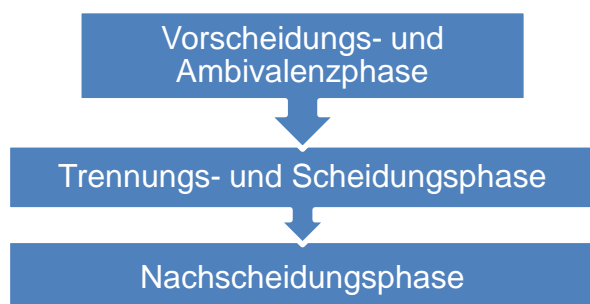 Vorscheidungs- und
Ambivalenzphase
Trennungs- und Scheidungsphase
Nachscheidungsphase